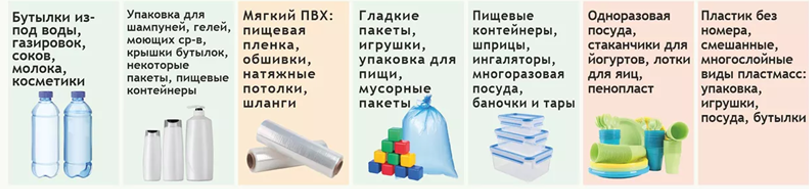 Бутылки из-
под воды,
газировок,
соков,
молока,
косметики
Упаковка для
шампуней, гелей,
моющих ср-в,
крышки бутылок,
некоторые
пакеты, пищевые
контейнеры
Мягкий ПВХ:
пищевая
пленка,
обшивки,
натяжные
потолки,
шланги
Гладкие
пакеты,
игрушки,
упаковка для
пищи,
мусорные
пакеты
Пищевые
контейнеры,
шприцы,
ингаляторы,
многоразовая
посуда,
баночки и тары
Одноразовая
посуда,
стаканчики для
йогуртов, лотки
для яиц,
пенопласт
Пластик без
номера,
смешанные,
многослойные
виды пластмасс:
упаковка,
игрушки,
посуда, бутылки